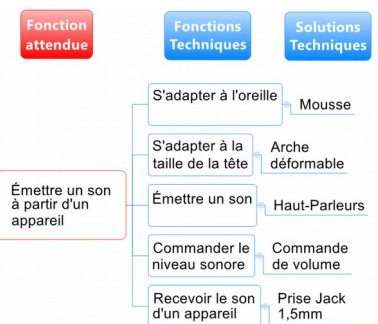 Fonction
attendue
Fonctions
Techniques
Solutions
Techniques
Émettre un son
à partir d'un
appareil
S'adapter à l'oreille
Mousse
S'adapter à la
taille de la tête
Arche
déformable
Émettre un son
Haut-Parleurs
Commander le
niveau sonore
Commande
de volume
Recevoir le son
d'un appareil
Prise Jack
1,5mm